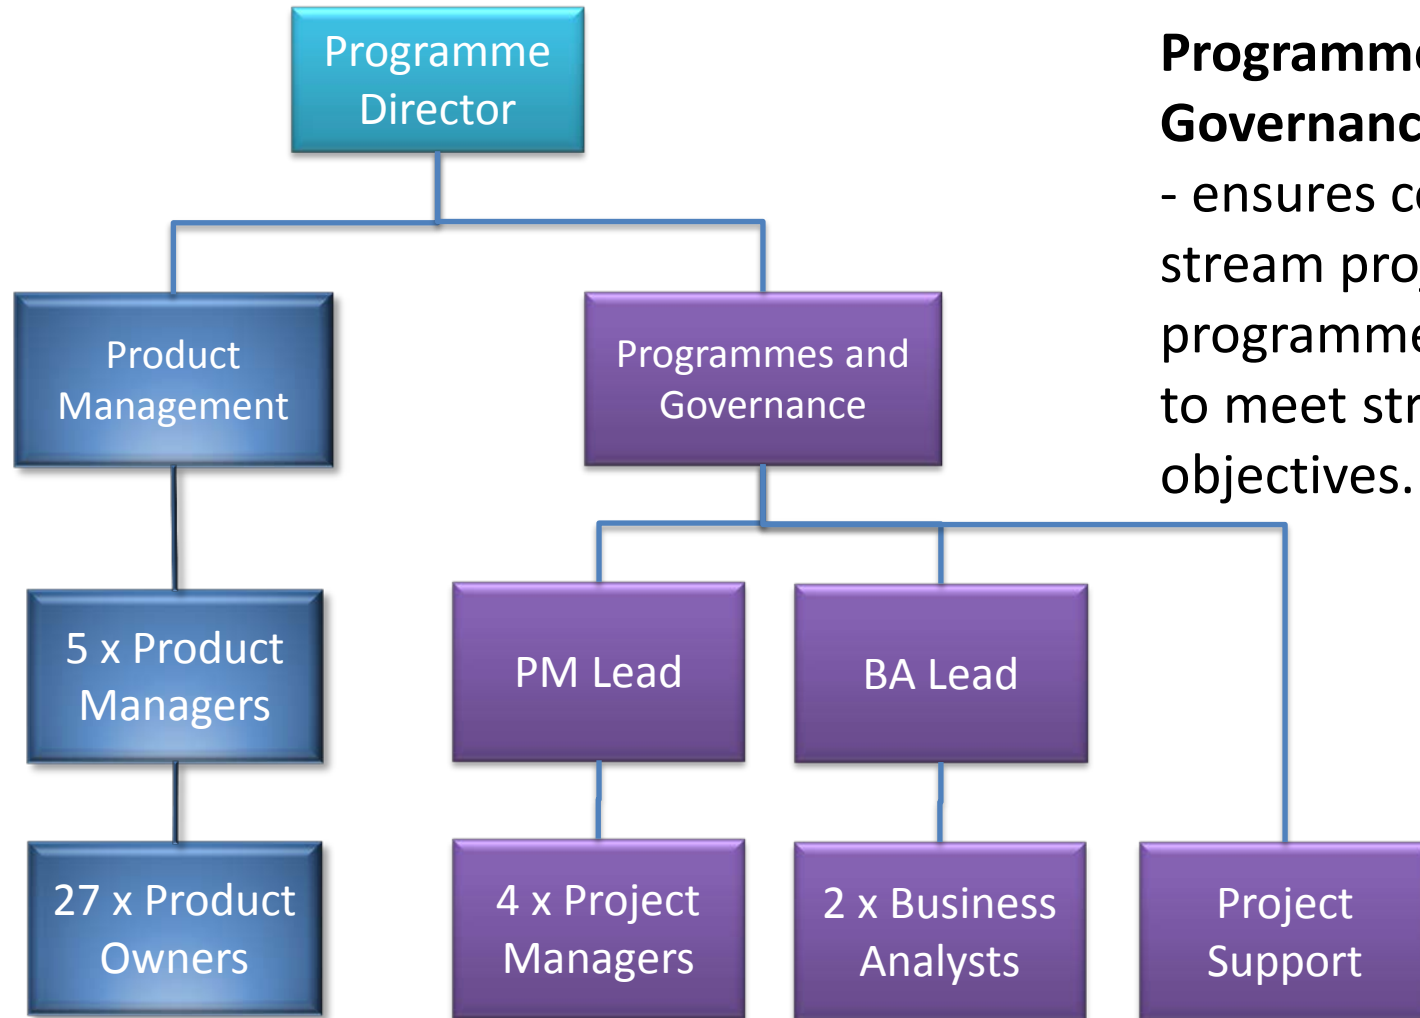 Programme
Director
Product
Management
Programmes and
Governance
5 x Product
Managers
PM Lead
BA Lead
27 x Product
Owners
4 x Project
Managers
2 x Business
Analysts
Project
Support
- ensures
stream
to meet
objectives.